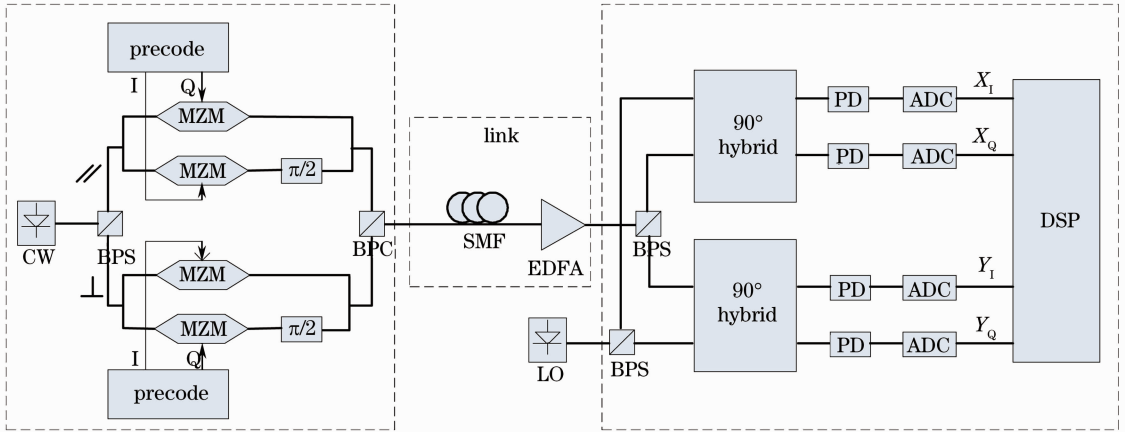 precode
I
Q
MZM
MZM
π/2
//
CW
BPS
BPC
⊥
MZM
MZM
π/2
I
Q
precode
link
SMF
EDFA
LO
BPS
BPS
90°
hybrid
PD
ADC
X_I
PD
ADC
X_Q
90°
hybrid
PD
ADC
Y_I
PD
ADC
Y_Q
DSP